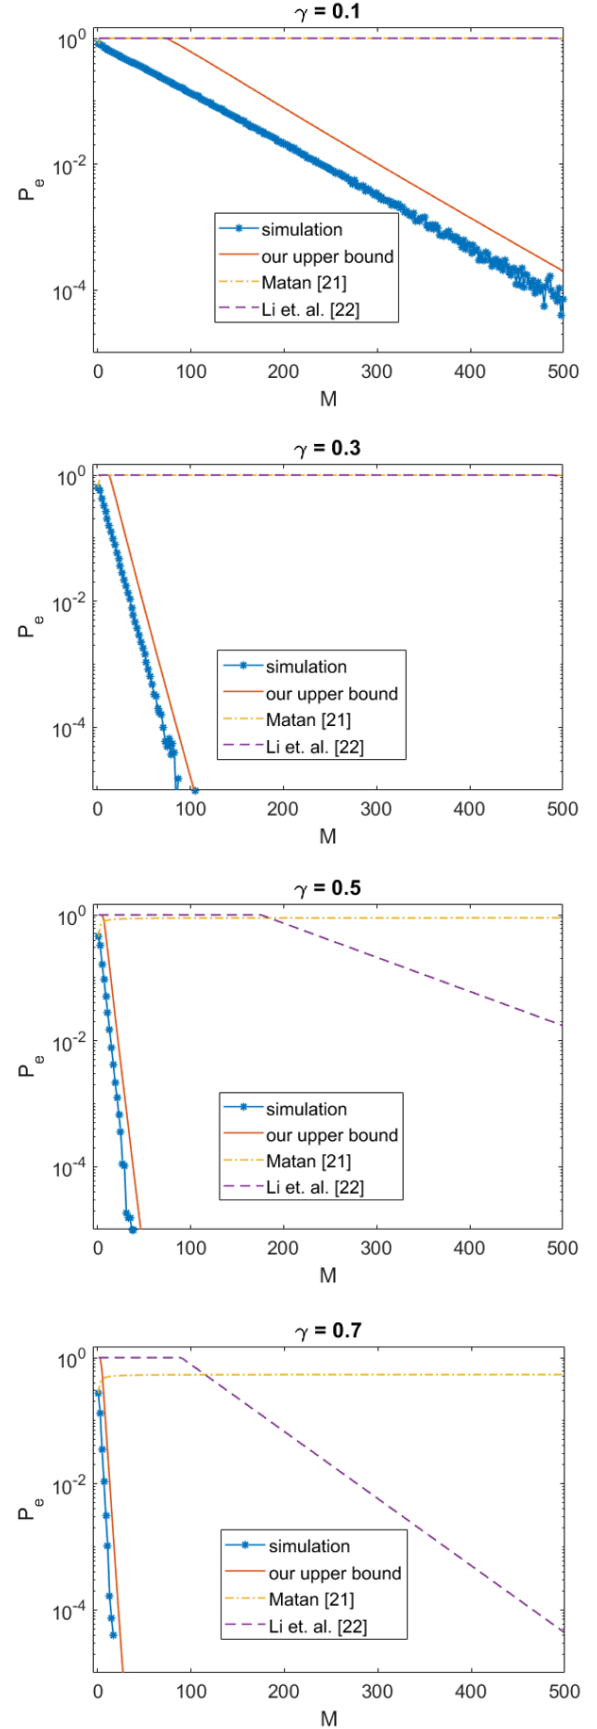 γ = 0.1
10^0
10^-2
10^-4
P_e
simulation
our upper bound
Matan [21]
Li et. al. [22]
0 100 200 300 400 500
M
γ = 0.3
10^0
10^-2
10^-4
P_e
simulation
our upper bound
Matan [21]
Li et. al. [22]
0 100 200 300 400 500
M
γ = 0.5
10^0
10^-2
10^-4
P_e
simulation
our upper bound
Matan [21]
Li et. al. [22]
0 100 200 300 400 500
M
γ = 0.7
10^0
10^-2
10^-4
P_e
simulation
our upper bound
Matan [21]
Li et. al. [22]
0 100 200 300 400 500
M